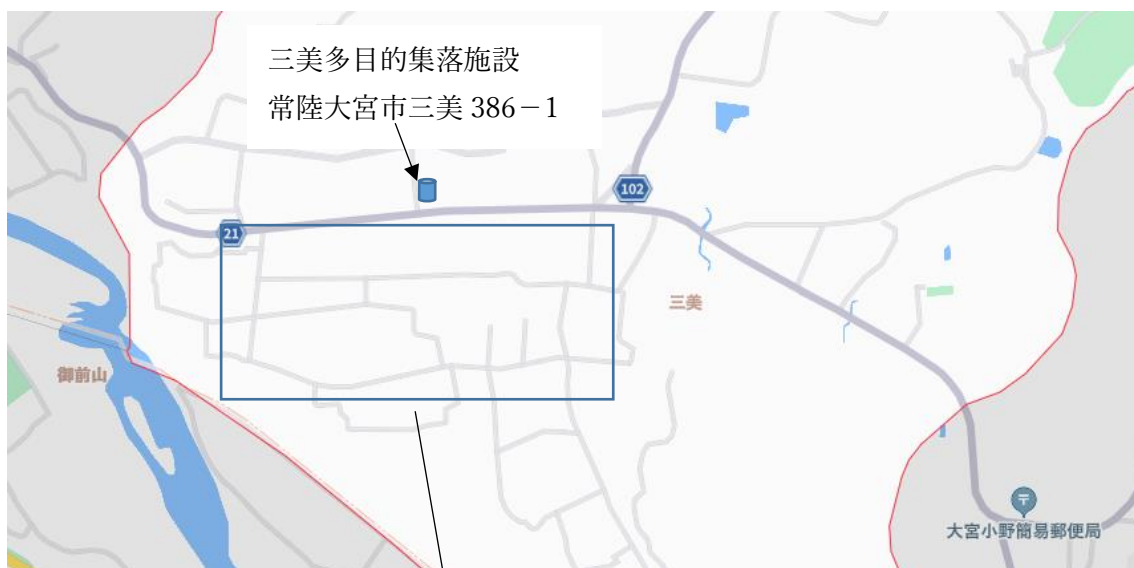 三美多目的集落施設
常陸大宮市三美 386－1
102
21
三美
御前山
〒
大宮小野簡易郵便局